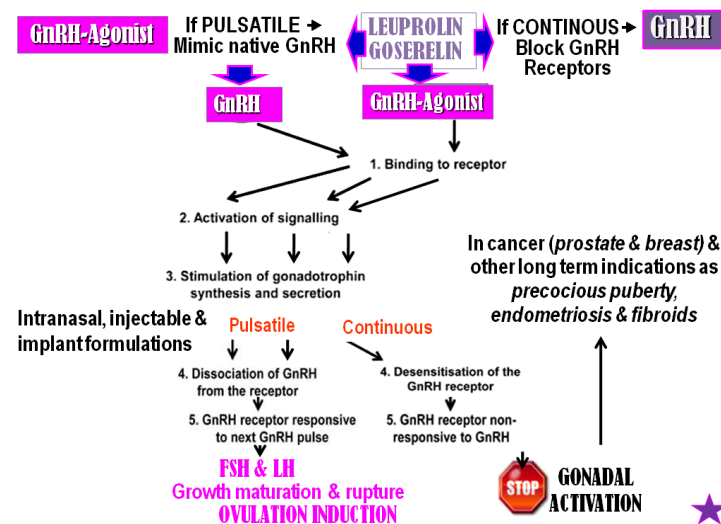 GnRH-Agonist
If PULSATILE
Mimic native GnRH
LEUPROLIN
GOSERELIN
If CONTINOUS
Block GnRH
Receptors
GnRH
GnRH
GnRH-Agonist
1. Binding to receptor
2. Activation of signalling
3. Stimulation of gonadotrophin
synthesis and secretion
In cancer (prostate & breast) &
other long term indications as
precocious puberty,
endometriosis & fibroids
Intranasal, injectable &
implant formulations
Pulsatile
Continuous
4. Dissociation of GnRH
from the receptor
4. Desensitisation of the
GnRH receptor
5. GnRH receptor responsive
to next GnRH pulse
5. GnRH receptor non-
responsive to GnRH
FSH & LH
Growth maturation & rupture
OVULATION INDUCTION
STOP
GONADAL
ACTIVATION